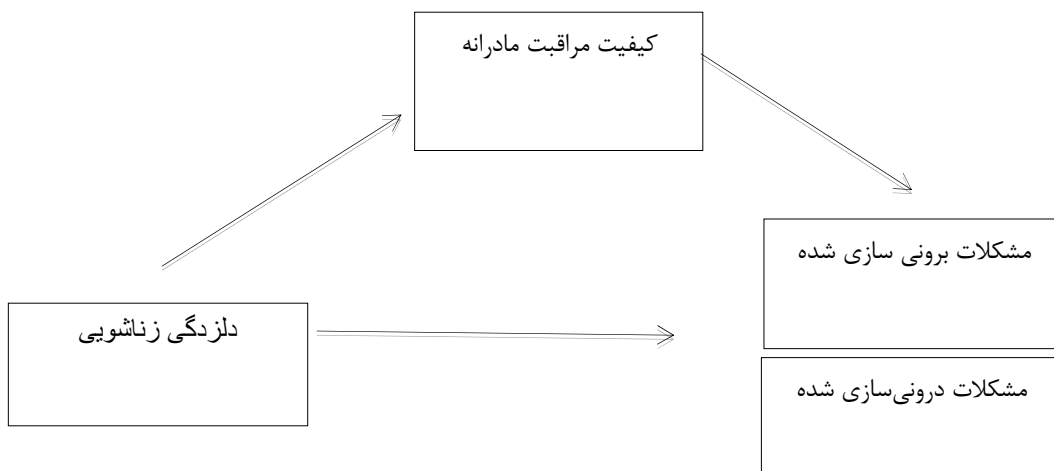 کیفیت مراقبت مادرانه
مشکلات برونی سازی شده
دلزدگی زناشویی
مشکلات درونی‌سازی شده